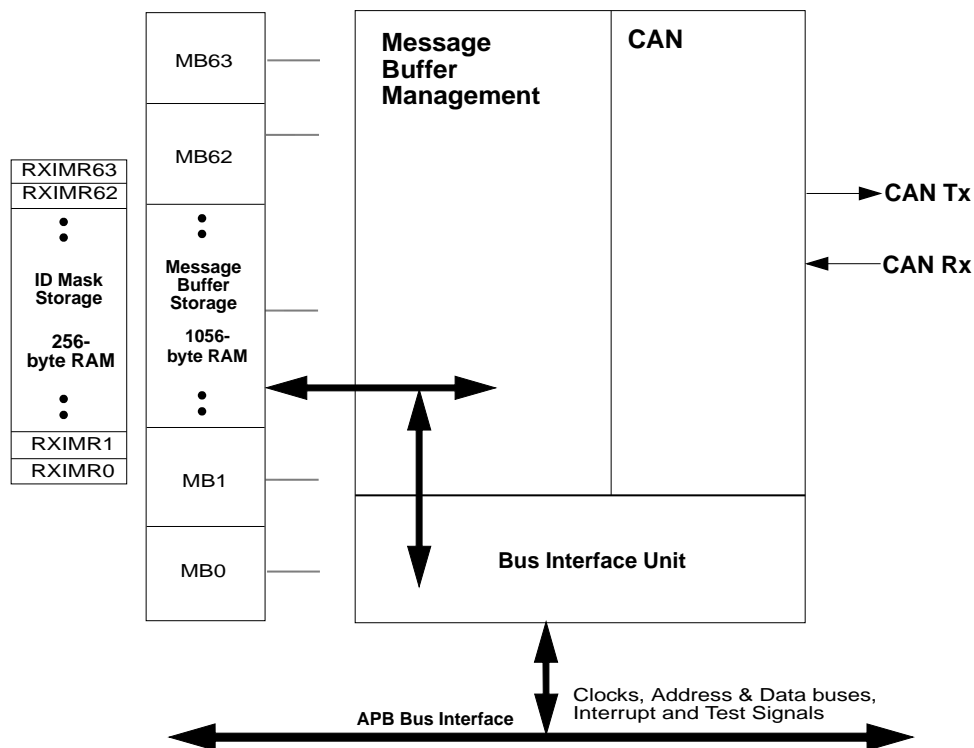 RXIMR63
RXIMR62
ID Mask
Storage
256-
byte RAM
RXIMR1
RXIMR0
MB63
MB62
Message
Buffer
Storage
1056-
byte RAM
MB1
MB0
Message
Buffer
Management
CAN
CAN Tx
CAN Rx
Bus Interface Unit
Clocks, Address & Data buses,
Interrupt and Test Signals
APB Bus Interface